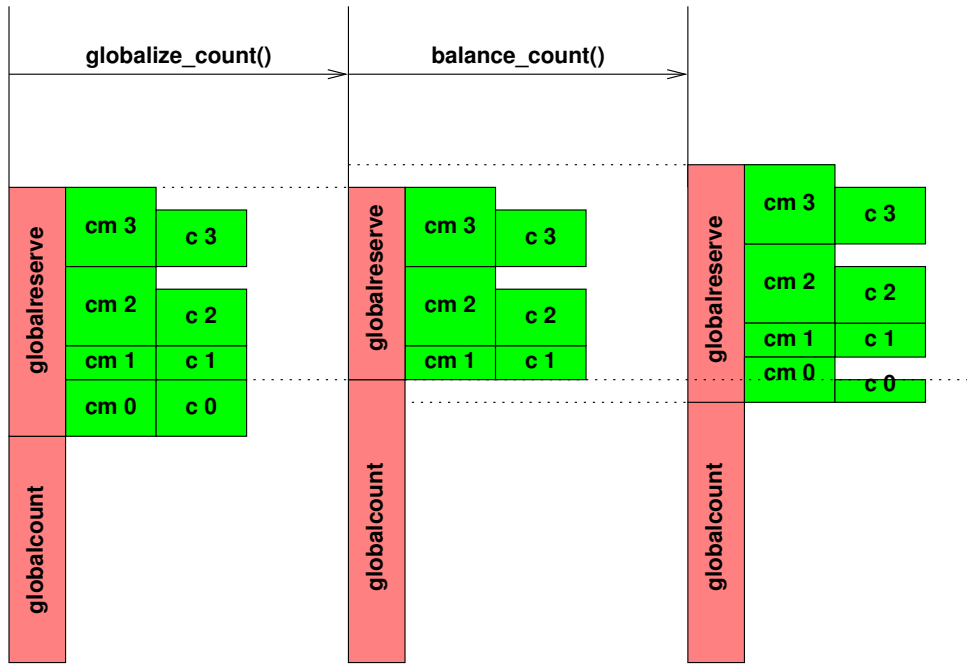 globalize_count()
balance_count()
globalreserve
cm 3
c 3
cm 2
c 2
cm 1
c 1
cm 0
c 0
globalcount
globalreserve
cm 3
c 3
cm 2
c 2
cm 1
c 1
globalcount
globalreserve
cm 3
c 3
cm 2
c 2
cm 1
c 1
cm 0
c 0
globalcount